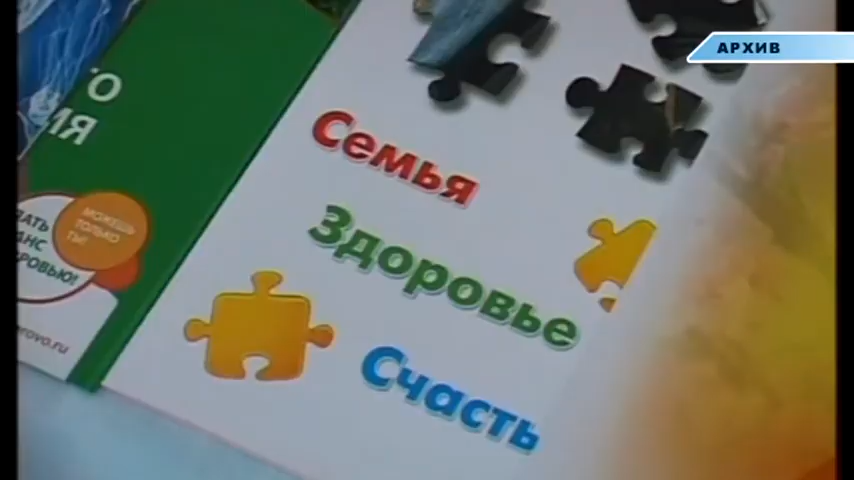 АРХИВ
Семья
Здоровье
Счасть
МОЖЕШЬ
ТОЛЬКО
ТЫ!